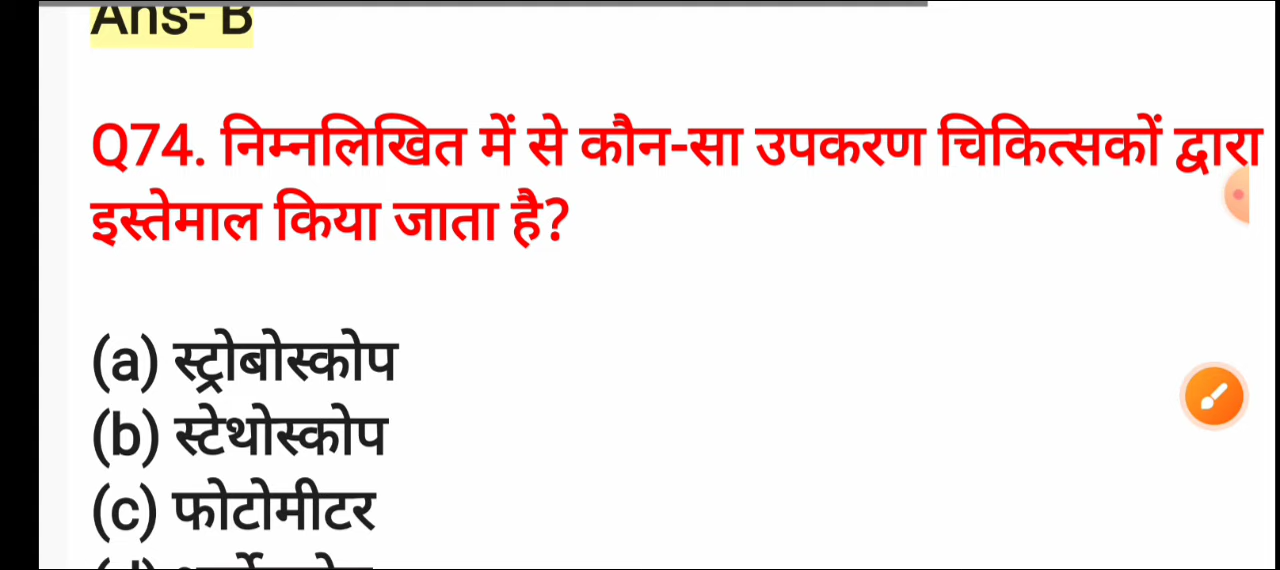 Ans- B
Q74. निम्नलिखित में से कौन-सा उपकरण चिकित्सकों द्वारा
इस्तेमाल किया जाता है?
(a) स्ट्रोबोस्कोप
(b) स्टेथोस्कोप
(c) फोटोमीटर